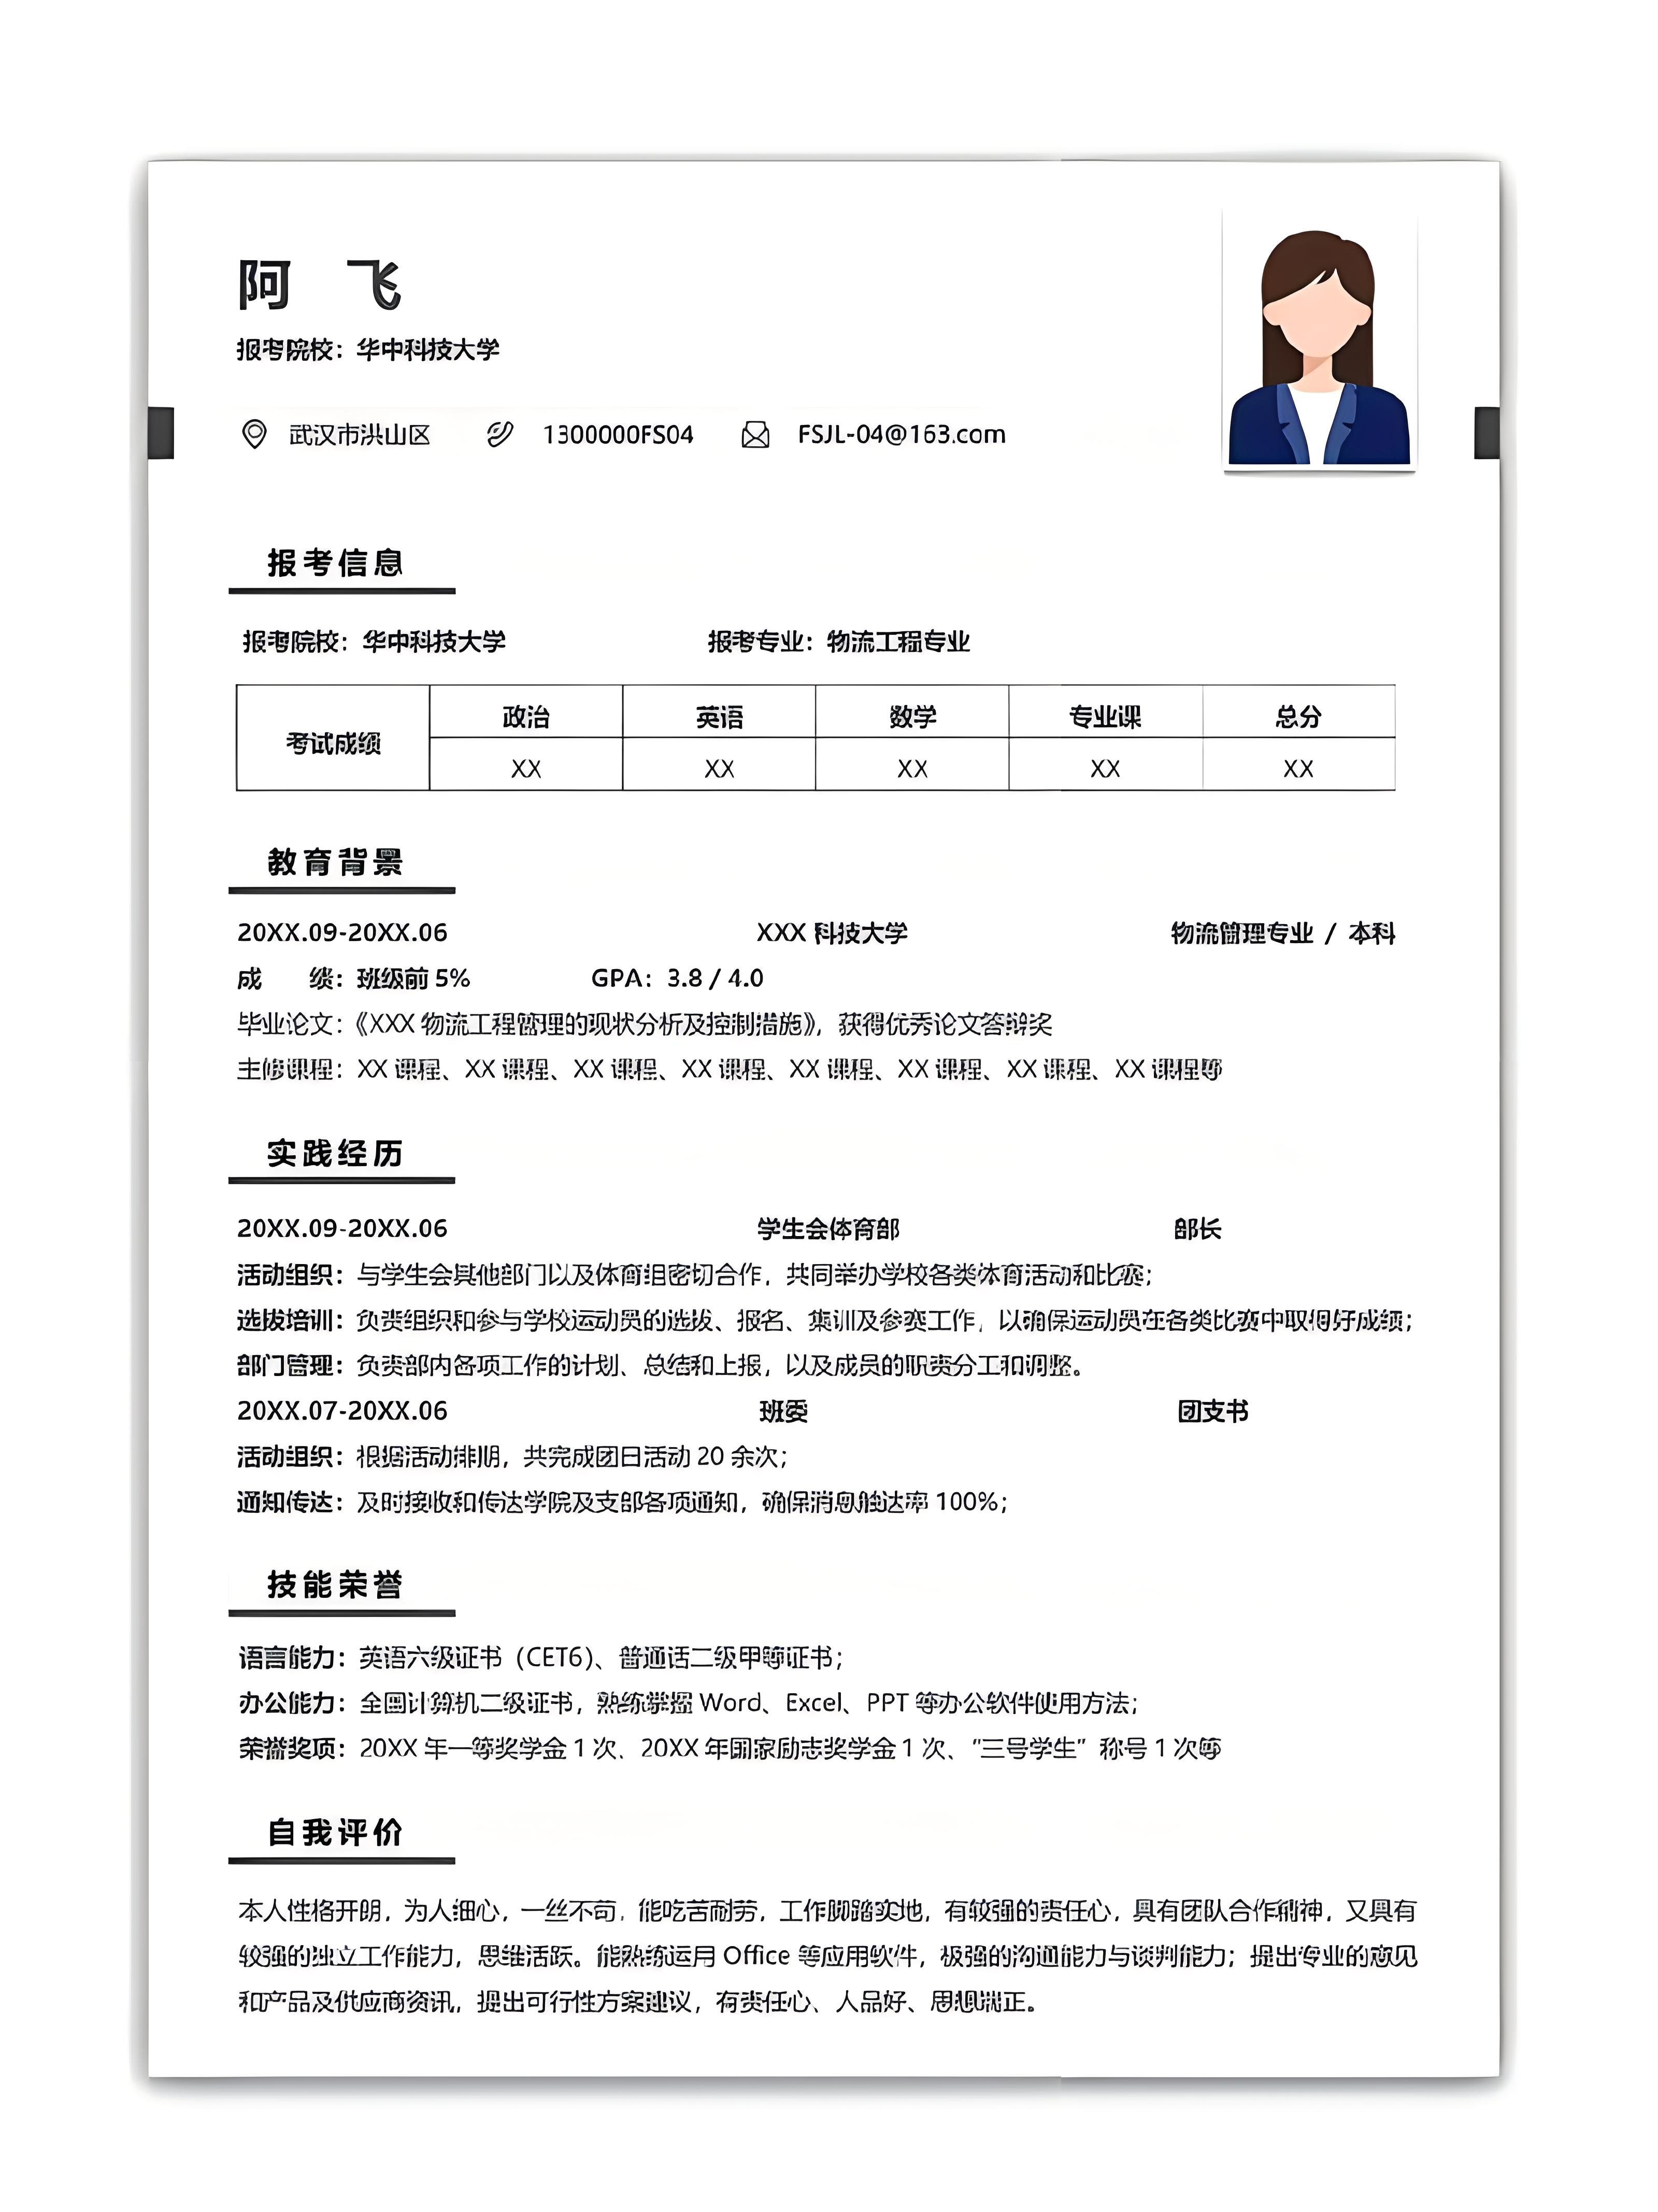 阿 飞
报考院校：华中科技大学
武汉市洪山区 1300000FS04 FSJL-04@163.com
报考信息
报考院校：华中科技大学 报考专业：物流工程专业
考试成绩 政治 英语 数学 专业课 总分
XX XX XX XX XX
教育背景
20XX.09-20XX.06 XXX 科技大学 物流管理专业 / 本科
成 绩：班级前 5% GPA：3.8 / 4.0
毕业论文：《XXX 物流工程管理的现状分析及控制措施》，获得优秀论文答辩奖
主修课程：XX 课程、XX 课程、XX 课程、XX 课程、XX 课程、XX 课程、XX 课程、XX 课程等
实践经历
20XX.09-20XX.06 学生会体育部 部长
活动组织：与学生会其他部门以及体育组密切合作，共同举办学校各类体育活动和比赛；
选拔培训：负责组织和参与学校运动员的选拔、报名、集训及参赛工作，以确保运动员在各类比赛中取得好成绩；
部门管理：负责部内各项工作的计划、总结和上报，以及成员的职责分工和调整。
20XX.07-20XX.06 班委 团支书
活动组织：根据活动排期，共完成团日活动 20 余次；
通知传达：及时接收和传达学院及支部各项通知，确保消息触达率 100%；
技能荣誉
语言能力：英语六级证书（CET6）、普通话二级甲等证书；
办公能力：全国计算机二级证书，熟练掌握 Word、Excel、PPT 等办公软件使用方法；
荣誉奖项：20XX 年一等奖学金 1 次、20XX 年国家励志奖学金 1 次、“三号学生” 称号 1 次等
自我评价
本人性格开朗，为人细心，一丝不苟，能吃苦耐劳，工作脚踏实地，有较强的责任心，具有团队合作精神，又具有
较强的独立工作能力，思维活跃。能熟练运用 Office 等应用软件，极强的沟通能力与谈判能力；提出专业的意见
和产品及供应商资讯，提出可行性方案建议，有责任心、人品好、思想端正。